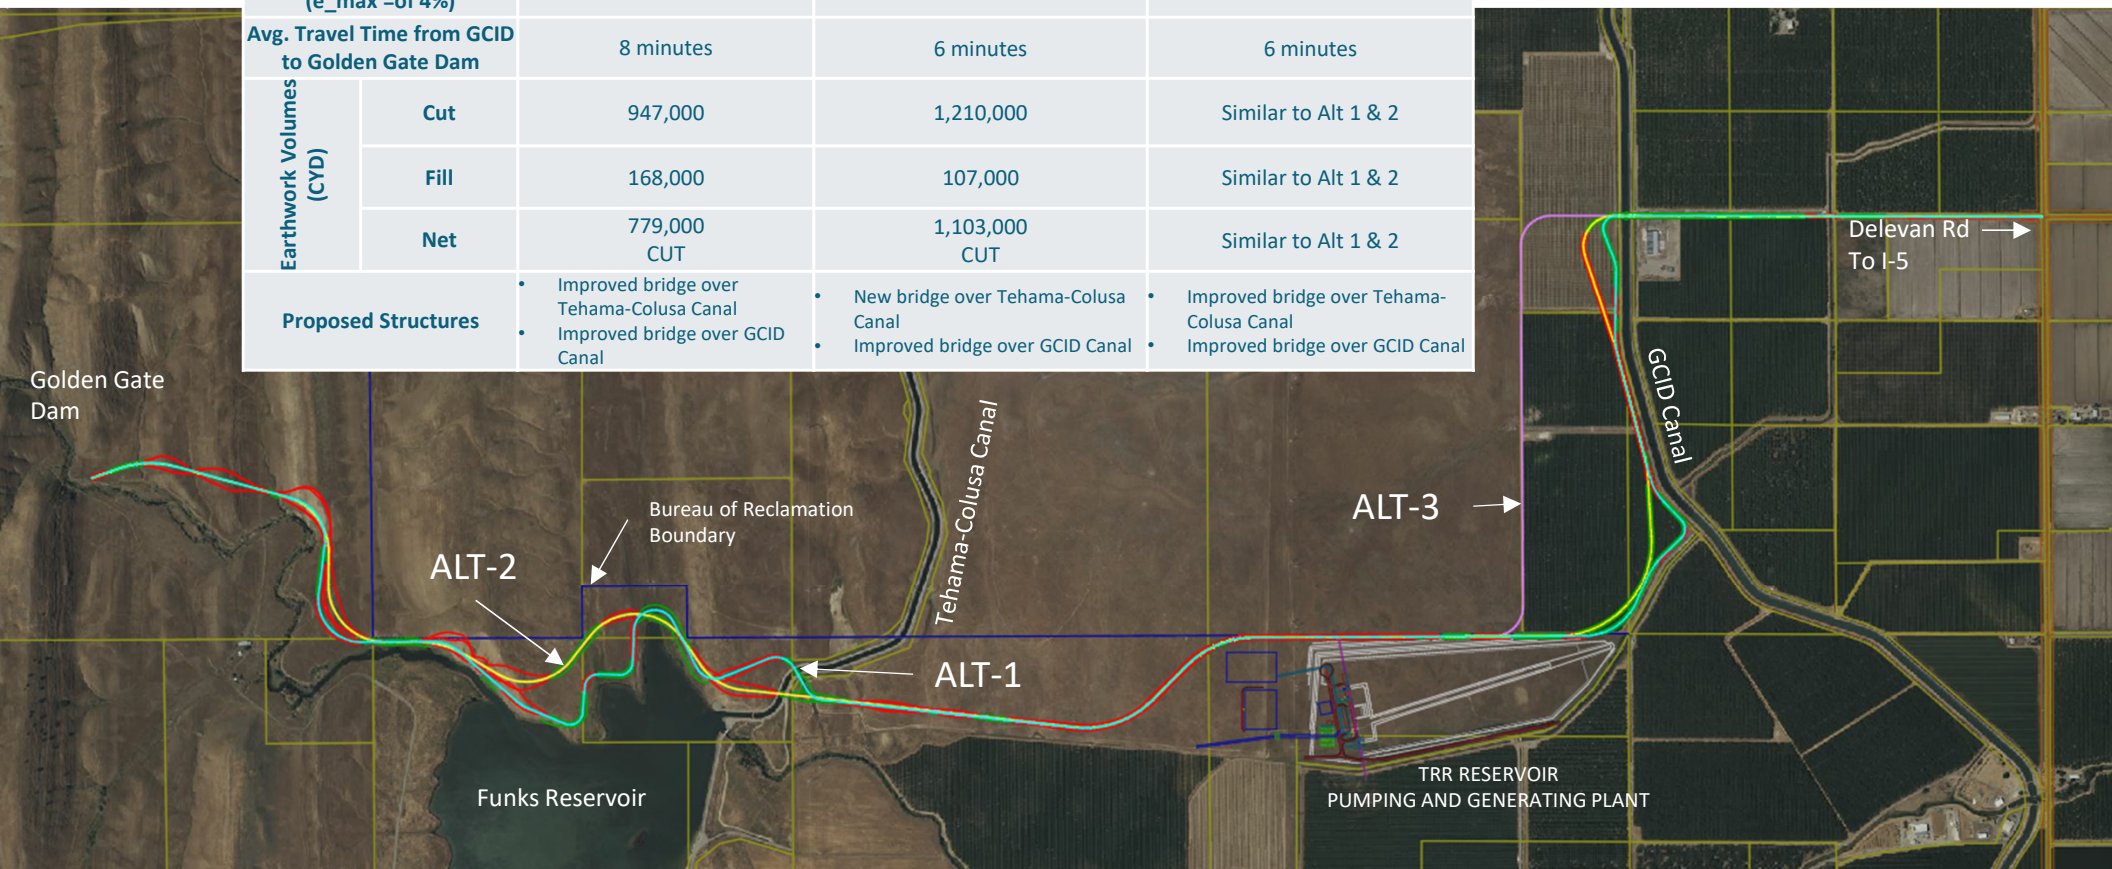 (e_max =of 4%)
Avg. Travel Time from GCID
to Golden Gate Dam
8 minutes
6 minutes
6 minutes
Earthwork Volumes
(CYD)
Cut
947,000
1,210,000
Similar to Alt 1 & 2
Fill
168,000
107,000
Similar to Alt 1 & 2
Net
779,000
CUT
1,103,000
CUT
Similar to Alt 1 & 2
Proposed Structures
• Improved bridge over
Tehama-Colusa Canal
• Improved bridge over GCID
Canal
• New bridge over Tehama-Colusa
Canal
• Improved bridge over GCID Canal
• Improved bridge over Tehama-
Colusa Canal
• Improved bridge over GCID Canal
Delevan Rd
To I-5
Golden Gate
Dam
GCID Canal
Tehama-Colusa Canal
Bureau of Reclamation
Boundary
ALT-3
ALT-2
ALT-1
Funks Reservoir
TRR RESERVOIR
PUMPING AND GENERATING PLANT